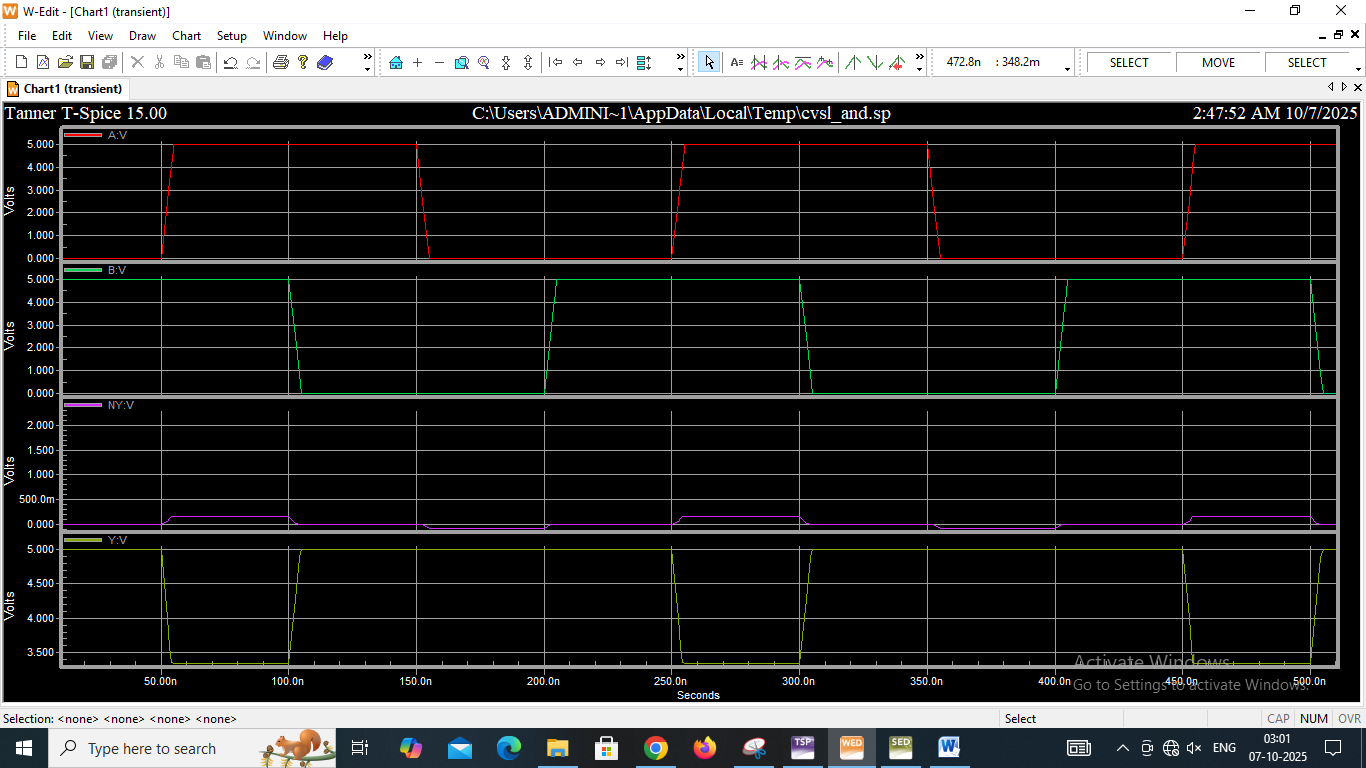 W-Edit - [Chart1 (transient)]
File Edit View Draw Chart Setup Window Help
472.8n : 348.2m SELECT MOVE SELECT
Chart1 (transient)
Tanner T-Spice 15.00 C:\Users\ADMINI~1\AppData\Local\Temp\cvsl_and.sp 2:47:52 AM 10/7/2025
A:V
5.000
4.000
3.000
2.000
1.000
0.000
Volts
B:V
5.000
4.000
3.000
2.000
1.000
0.000
Volts
NY:V
2.000
1.500
1.000
500.0m
0.000
Volts
Y:V
5.000
4.500
4.000
3.500
Volts
50.00n 100.0n 150.0n 200.0n 250.0n 300.0n 350.0n 400.0n 450.0n 500.0n
Seconds
Activate Windows
Go to Settings to activate Windows.
Selection: <none> <none> <none> <none> Select CAP NUM OVR
Type here to search TSP WED SED W ENG 03:01
07-10-2025